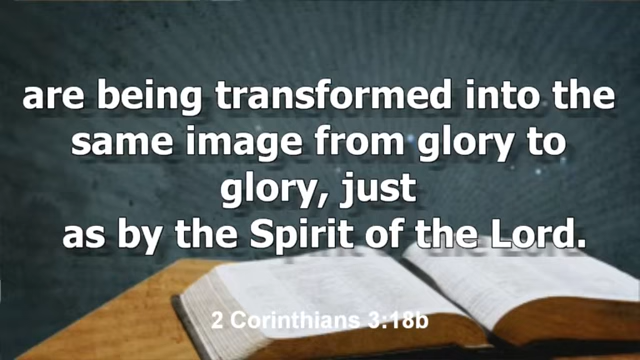 are being transformed into the
same image from glory to
glory, just
as by the Spirit of the Lord.
2 Corinthians 3:18b